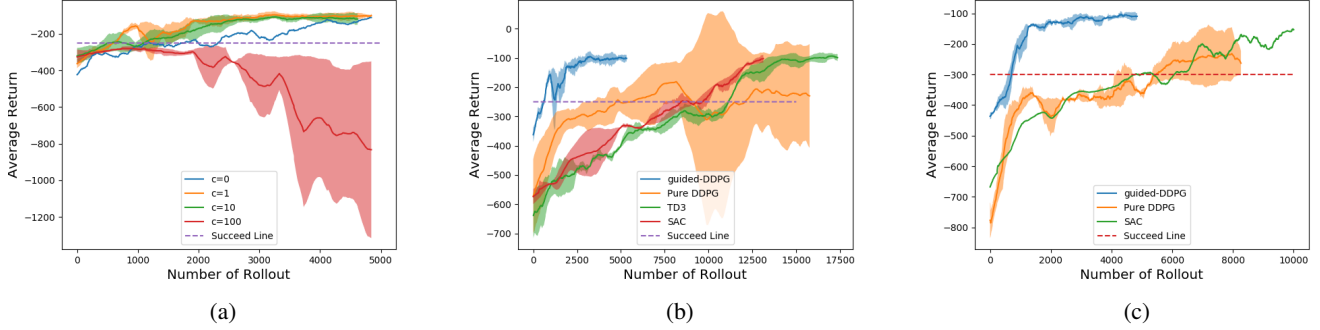 −200
−400
−600
−800
−1000
−1200
0
1000
2000
3000
4000
5000
Average Return
Number of Rollout
c=0
c=1
c=10
c=100
Succeed Line
(a)
0
−100
−200
−300
−400
−500
−600
−700
0
2500
5000
7500
10000
12500
15000
17500
Average Return
Number of Rollout
guided-DDPG
Pure DDPG
TD3
SAC
Succeed Line
(b)
−100
−200
−300
−400
−500
−600
−700
−800
0
2000
4000
6000
8000
10000
Average Return
Number of Rollout
guided-DDPG
Pure DDPG
SAC
Succeed Line
(c)